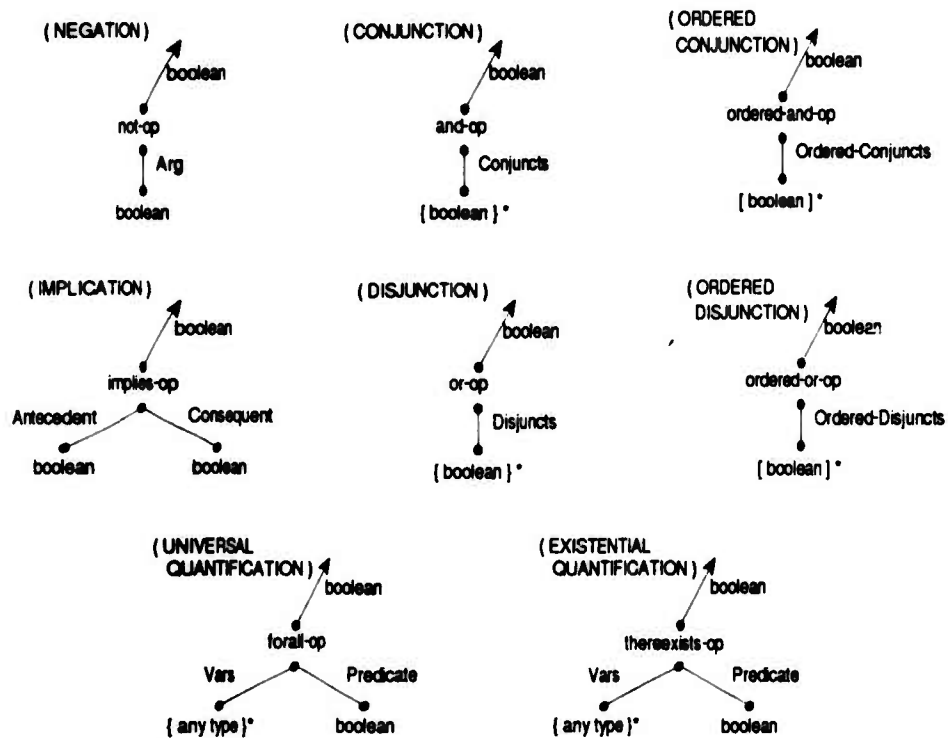 ( NEGATION )
boolean
not-op
Arg
boolean
( CONJUNCTION )
boolean
and-op
Conjuncts
{ boolean } *
( ORDERED
CONJUNCTION )
boolean
ordered-and-op
Ordered-Conjuncts
[ boolean ] *
( IMPLICATION )
boolean
implies-op
Antecedent
Consequent
boolean
boolean
( DISJUNCTION )
boolean
or-op
Disjuncts
{ boolean } *
( ORDERED
DISJUNCTION )
boolean
ordered-or-op
Ordered-Disjuncts
[ boolean ] *
( UNIVERSAL
QUANTIFICATION )
boolean
forall-op
Vars
Predicate
{ any type } *
boolean
( EXISTENTIAL
QUANTIFICATION )
boolean
thereexists-op
Vars
Predicate
{ any type } *
boolean